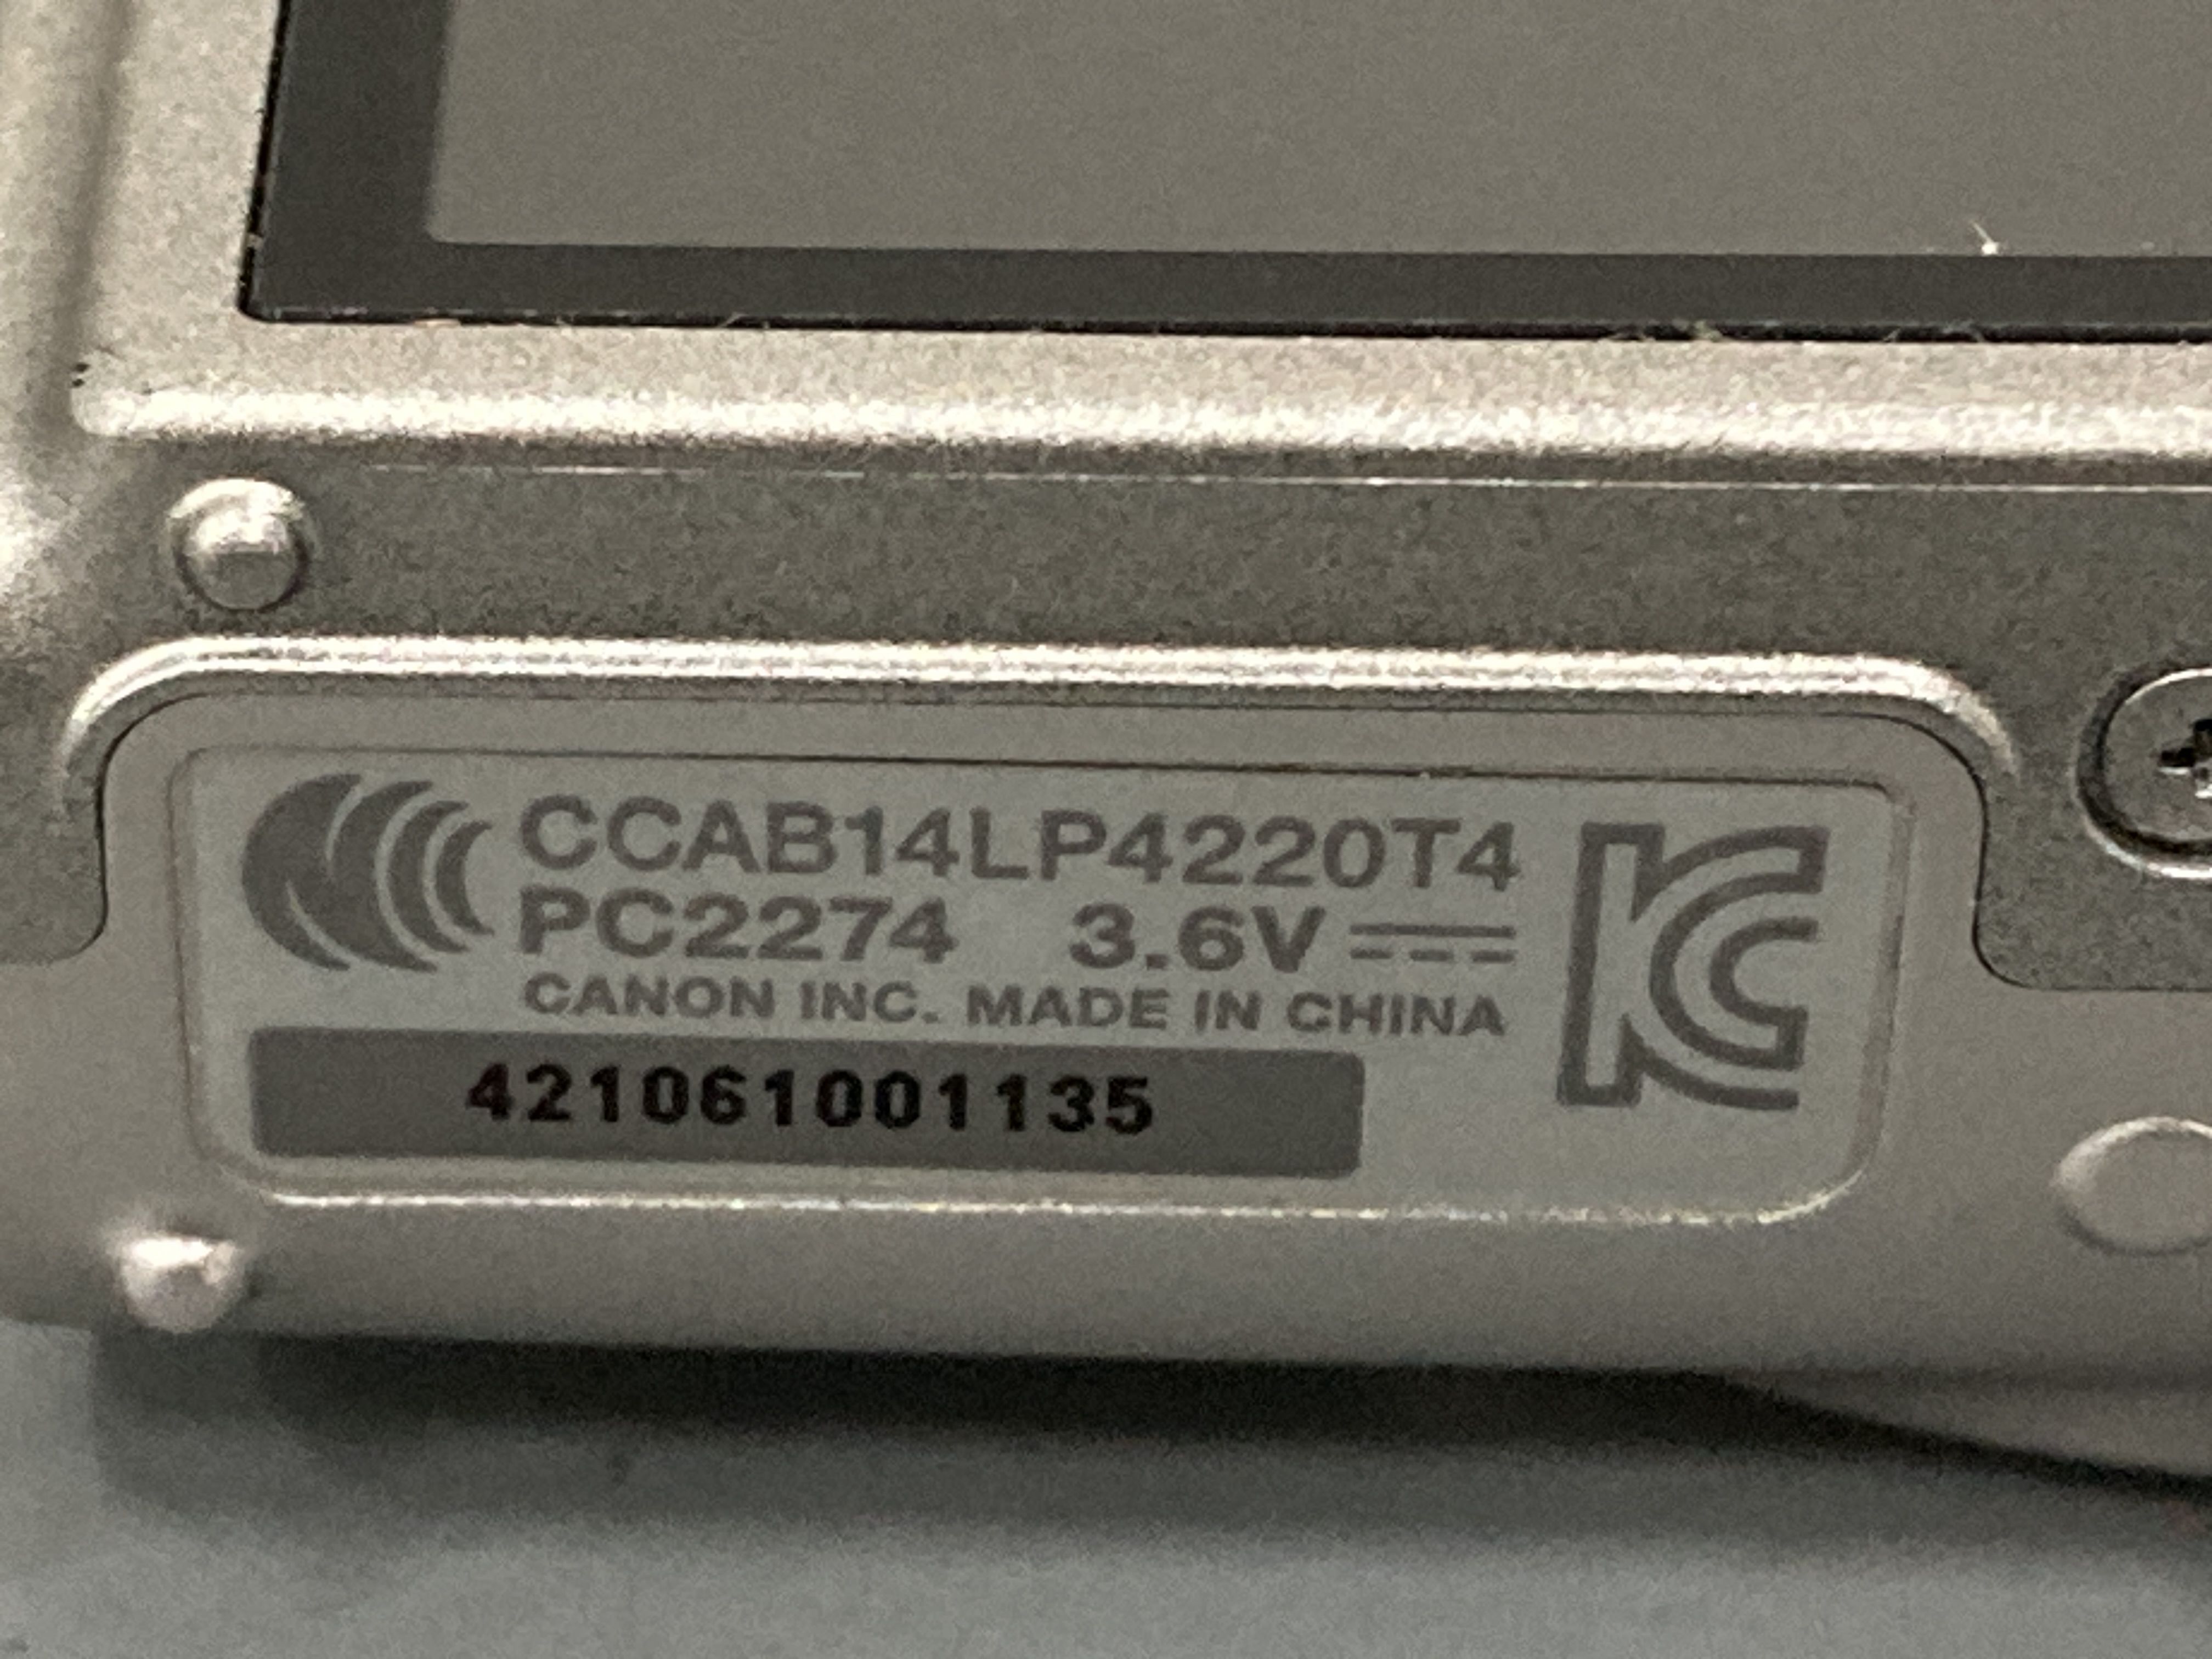 CCAB14LP4220T4
PC2274 3.6V
CANON INC. MADE IN CHINA
421061001135